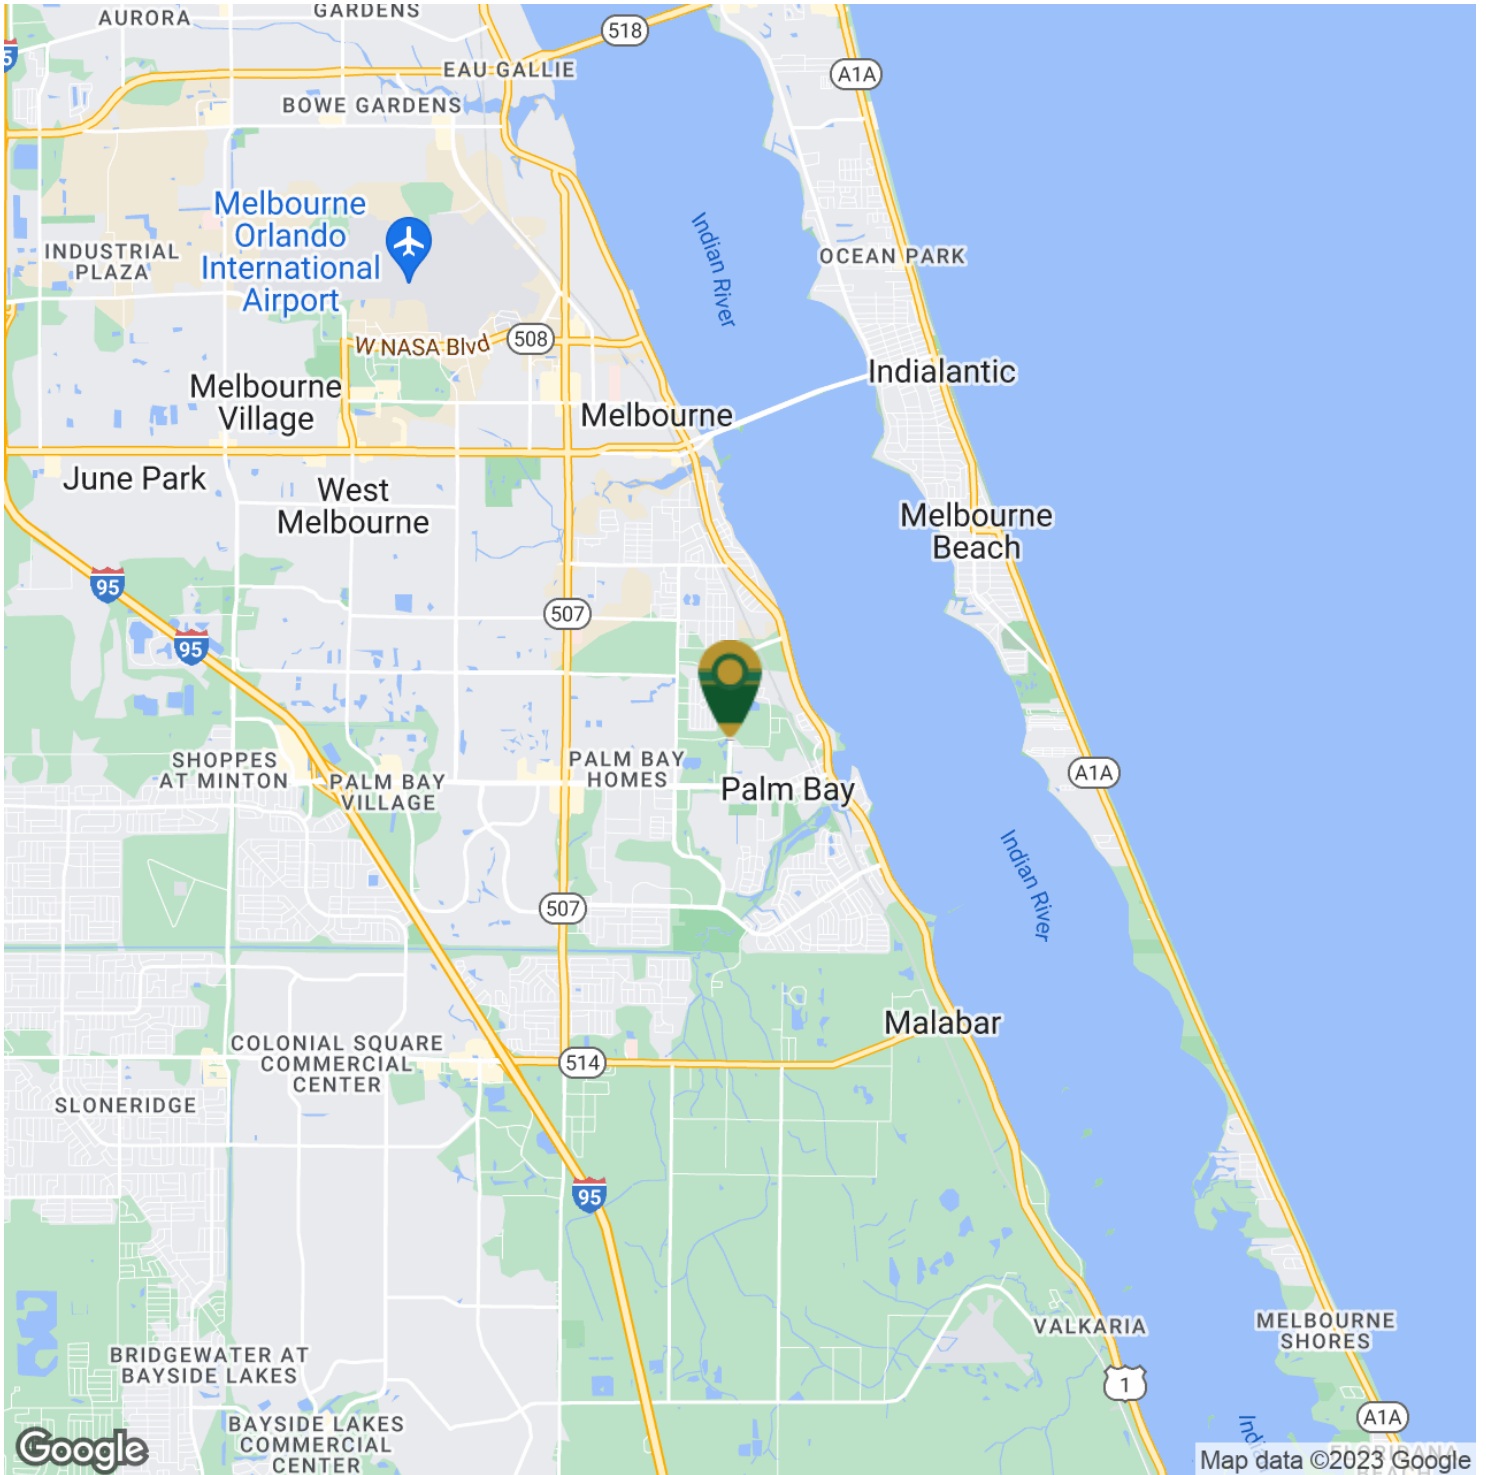 GARDENS
AURORA
518
5
EAU GALLIE
A1A
BOWE GARDENS
Melbourne
Orlando
International
Airport
INDUSTRIAL
PLAZA
Indian River
OCEAN PARK
W NASA Blvd
508
Indialantic
Melbourne
Village
Melbourne
June Park
West
Melbourne
Melbourne
Beach
95
507
95
SHOPPES
AT MINTON
PALM BAY
VILLAGE
PALM BAY
HOMES
A1A
Palm Bay
Indian River
507
Malabar
COLONIAL SQUARE
COMMERCIAL
CENTER
514
SLONERIDGE
95
VALKARIA
MELBOURNE
SHORES
BRIDGEWATER AT
BAYSIDE LAKES
1
A1A
BAYSIDE LAKES
COMMERCIAL
CENTER
Google
Map data ©2023 Google